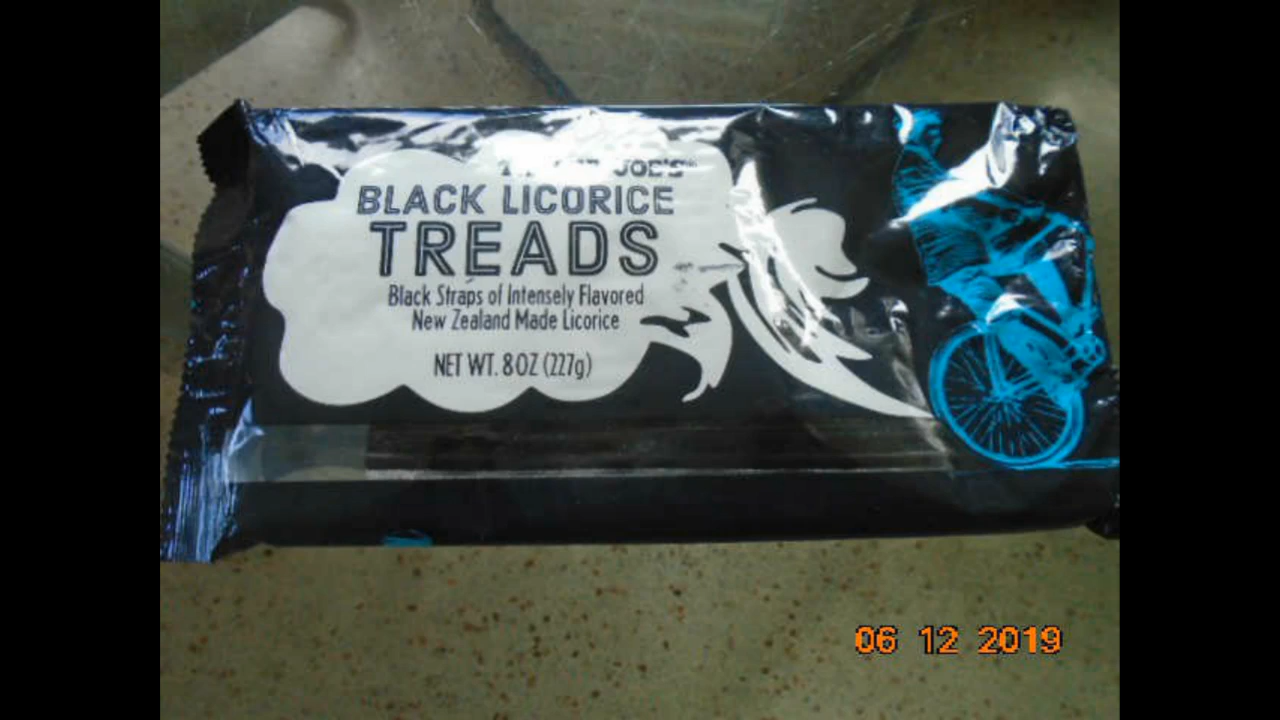 JOE'S
BLACK LICORICE
TREADS
Black Straps of Intensely Flavored
New Zealand Made Licorice
NET WT. 8 OZ (227g)
06 12 2019